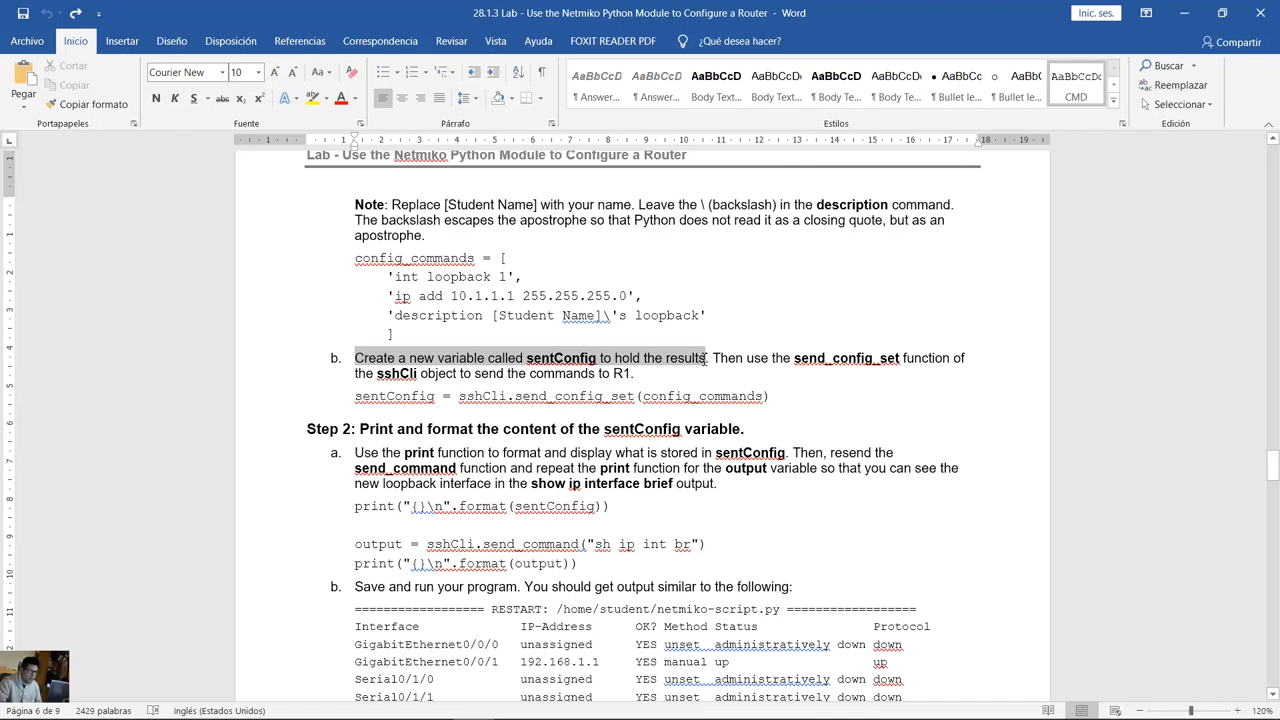 28.1.3 Lab - Use the Netmiko Python Module to Configure a Router - Word
Inic. ses.
Archivo Inicio Insertar Diseño Disposición Referencias Correspondencia Revisar Vista Ayuda FOXIT READER PDF ¿Qué desea hacer? Compartir
Pegar
Cortar
Copiar
Copiar formato
Portapapeles
Courier New 10
Fuente
Párrafo
AaBbCcD ¶ Answer...
AaBbCcD ¶ Answer...
AaBbCcD Body Text...
AaBbCcD Body Te...
AaBbCcD Body Te...
AaBbCcD Body Te...
AaBbC ¶ Bullet le...
AaBb( ¶ Bullet le...
AaBbCcDc CMD
Estilos
Buscar
Reemplazar
Seleccionar
Edición
Lab - Use the Netmiko Python Module to Configure a Router
Note: Replace [Student Name] with your name. Leave the \ (backslash) in the description command.
The backslash escapes the apostrophe so that Python does not read it as a closing quote, but as an
apostrophe.
config_commands = [
'int loopback 1',
'ip add 10.1.1.1 255.255.255.0',
'description [Student Name]\'s loopback'
]
b. Create a new variable called sentConfig to hold the results. Then use the send_config_set function of
the sshCli object to send the commands to R1.
sentConfig = sshCli.send_config_set(config_commands)
Step 2: Print and format the content of the sentConfig variable.
a. Use the print function to format and display what is stored in sentConfig. Then, resend the
send_command function and repeat the print function for the output variable so that you can see the
new loopback interface in the show ip interface brief output.
print("{}\n".format(sentConfig))
output = sshCli.send_command("sh ip int br")
print("{}\n".format(output))
b. Save and run your program. You should get output similar to the following:
================== RESTART: /home/student/netmiko-script.py ==================
Interface IP-Address OK? Method Status Protocol
GigabitEthernet0/0/0 unassigned YES unset administratively down down
GigabitEthernet0/0/1 192.168.1.1 YES manual up up
Serial0/1/0 unassigned YES unset administratively down down
Serial0/1/1 unassigned YES unset administratively down down
Página 6 de 9 2429 palabras Inglés (Estados Unidos) 120%